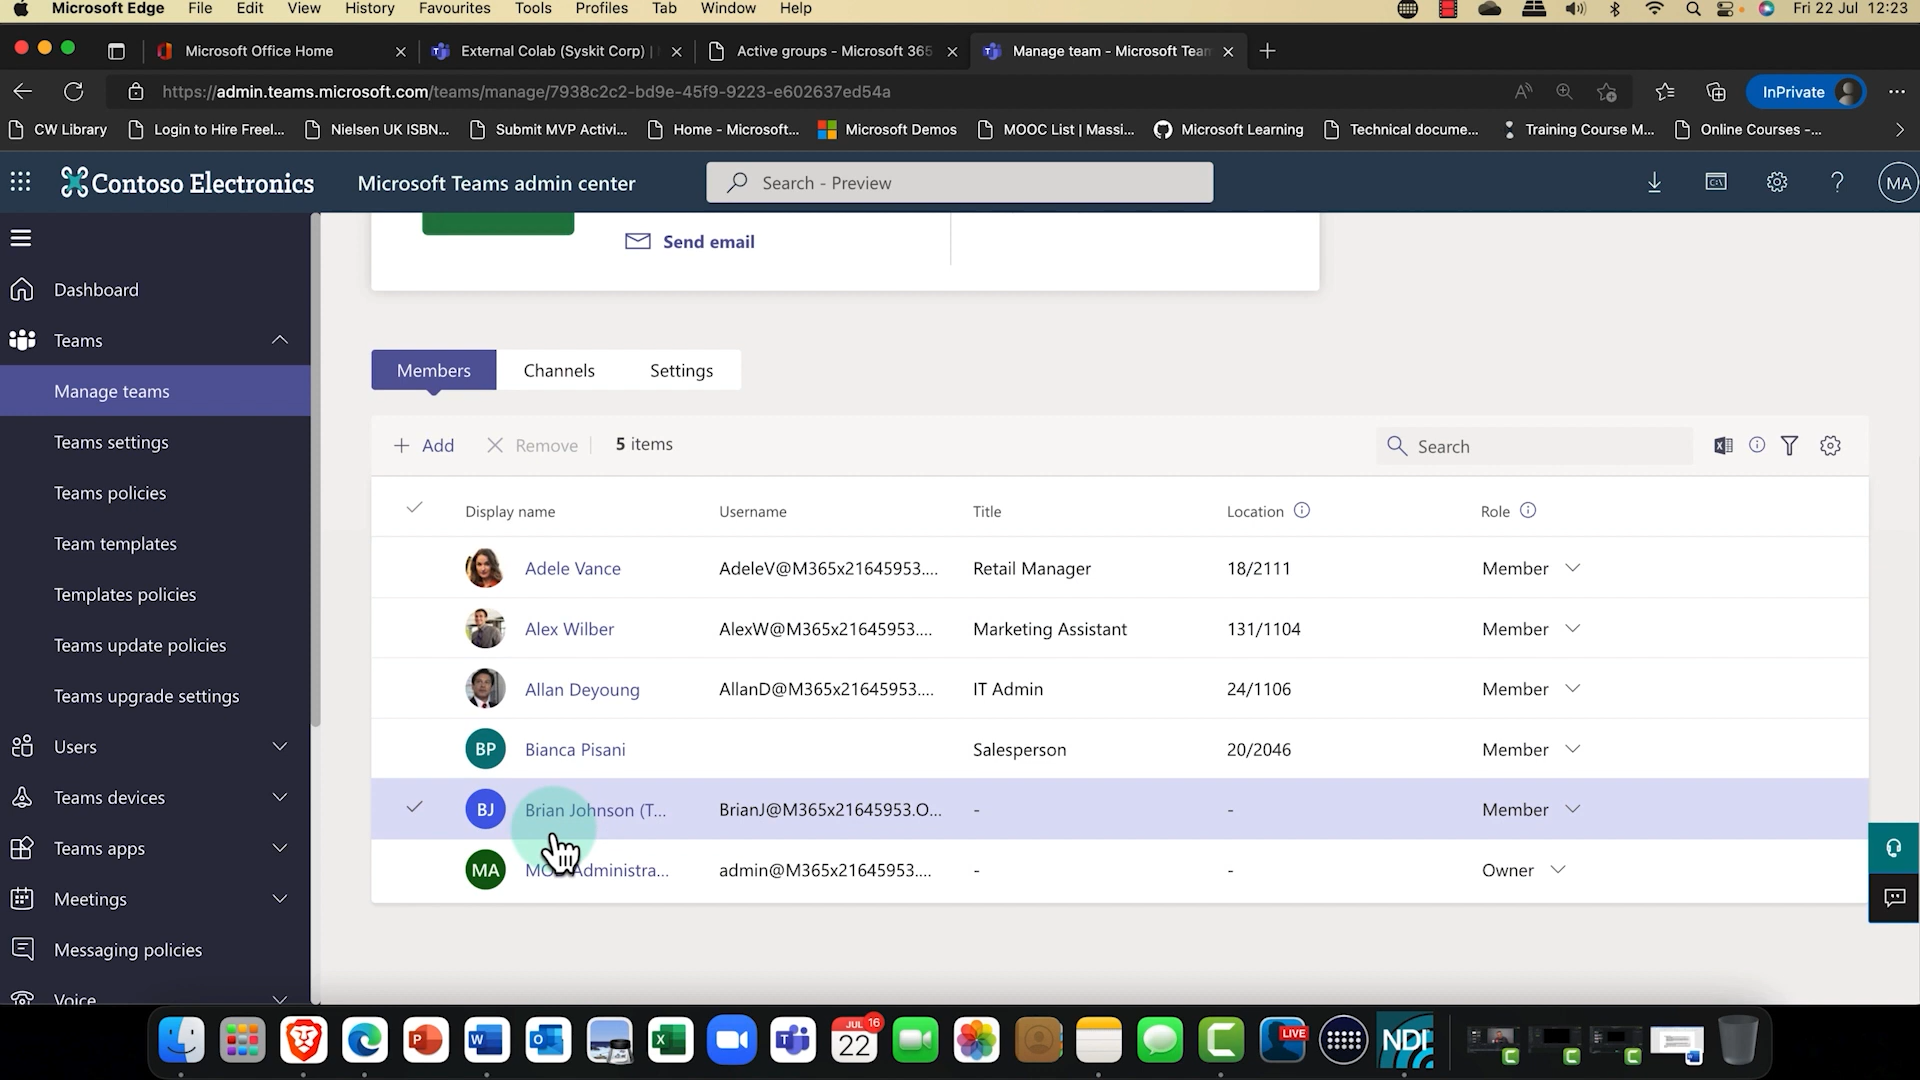 Microsoft Edge File Edit View History Favourites Tools Profiles Tab Window Help Fri 22 Jul 12:23
Microsoft Office Home External Colab (Syskit Corp) | Active groups - Microsoft 365 Manage team - Microsoft Tea
https://admin.teams.microsoft.com/teams/manage/7938c2c2-bd9e-45f9-9223-e602637ed54a InPrivate
CW Library Login to Hire Freel... Nielsen UK ISBN... Submit MVP Activi... Home - Microsoft... Microsoft Demos MOOC List | Massi... Microsoft Learning Technical docume... Training Course M... Online Courses -...
Contoso Electronics Microsoft Teams admin center Search - Preview MA
Send email
Dashboard
Teams
Manage teams
Teams settings
Teams policies
Team templates
Templates policies
Teams update policies
Teams upgrade settings
Users
Teams devices
Teams apps
Meetings
Messaging policies
Voice
Members Channels Settings
Add Remove 5 items Search
Display name Username Title Location Role
Adele Vance AdeleV@M365x21645953.... Retail Manager 18/2111 Member
Alex Wilber AlexW@M365x21645953.... Marketing Assistant 131/1104 Member
Allan Deyoung AllanD@M365x21645953.... IT Admin 24/1106 Member
BP Bianca Pisani Salesperson 20/2046 Member
BJ Brian Johnson (T... BrianJ@M365x21645953.O... - - Member
MA Administra... admin@M365x21645953.... - - Owner
JUL 16
22
LIVE
NDI